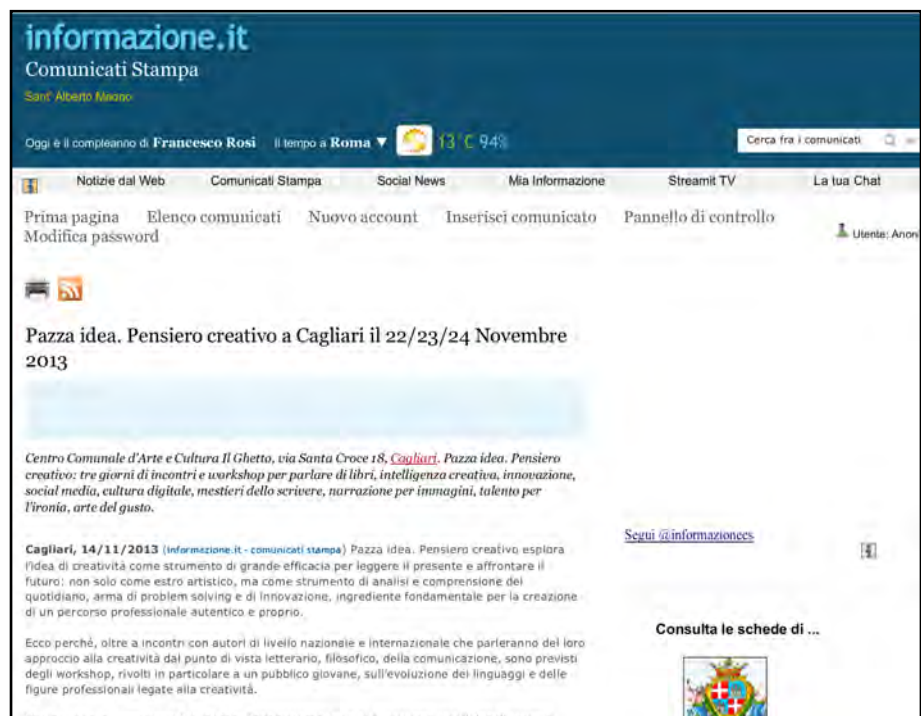 informazione.it
Comunicati Stampa
Sant' Alberto Magno
Oggi è il compleanno di Francesco Rosi Il tempo a Roma ▼ 13°C 94%
Cerca fra i comunicati
Notizie dal Web Comunicati Stampa Social News Mia Informazione Streamit TV La tua Chat
Prima pagina Elenco comunicati Nuovo account Inserisci comunicato Pannello di controllo
Modifica password
Utente: Anon
Pazza idea. Pensiero creativo a Cagliari il 22/23/24 Novembre
2013
Centro Comunale d'Arte e Cultura Il Ghetto, via Santa Croce 18, Cagliari. Pazza idea. Pensiero
creativo: tre giorni di incontri e workshop per parlare di libri, intelligenza creativa, innovazione,
social media, cultura digitale, mestieri dello scrivere, narrazione per immagini, talento per
l'ironia, arte del gusto.
Segui @informazionecs
Cagliari, 14/11/2013 (informazione.it - comunicati stampa) Pazza idea. Pensiero creativo esplora
l'idea di creatività come strumento di grande efficacia per leggere il presente e affrontare il
futuro: non solo come estro artistico, ma come strumento di analisi e comprensione del
quotidiano, arma di problem solving e di innovazione, ingrediente fondamentale per la creazione
di un percorso professionale autentico e proprio.
Consulta le schede di ...
Ecco perché, oltre a incontri con autori di livello nazionale e internazionale che parleranno del loro
approccio alla creatività dal punto di vista letterario, filosofico, della comunicazione, sono previsti
degli workshop, rivolti in particolare a un pubblico giovane, sull'evoluzione dei linguaggi e delle
figure professionali legate alla creatività.